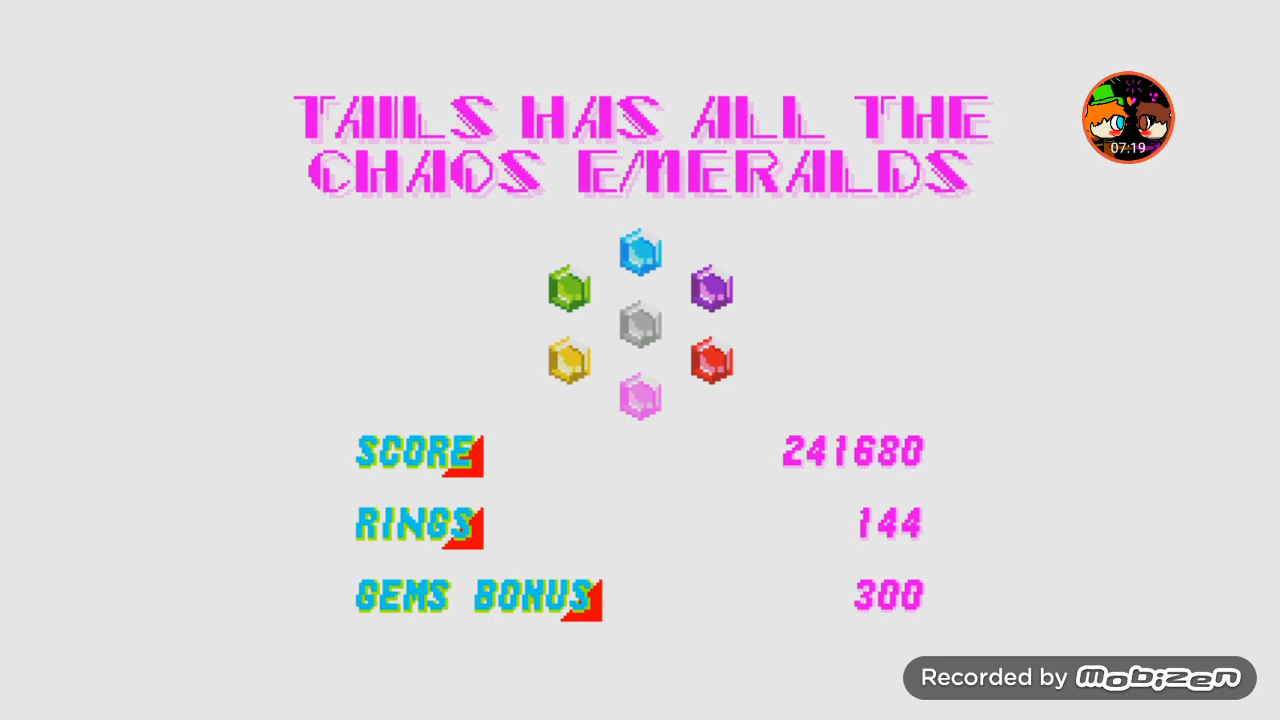 TAILS HAS ALL THE
CHAOS EMERALDS
07:19
SCORE 241680
RINGS 144
GEMS BONUS 300
Recorded by mobizen